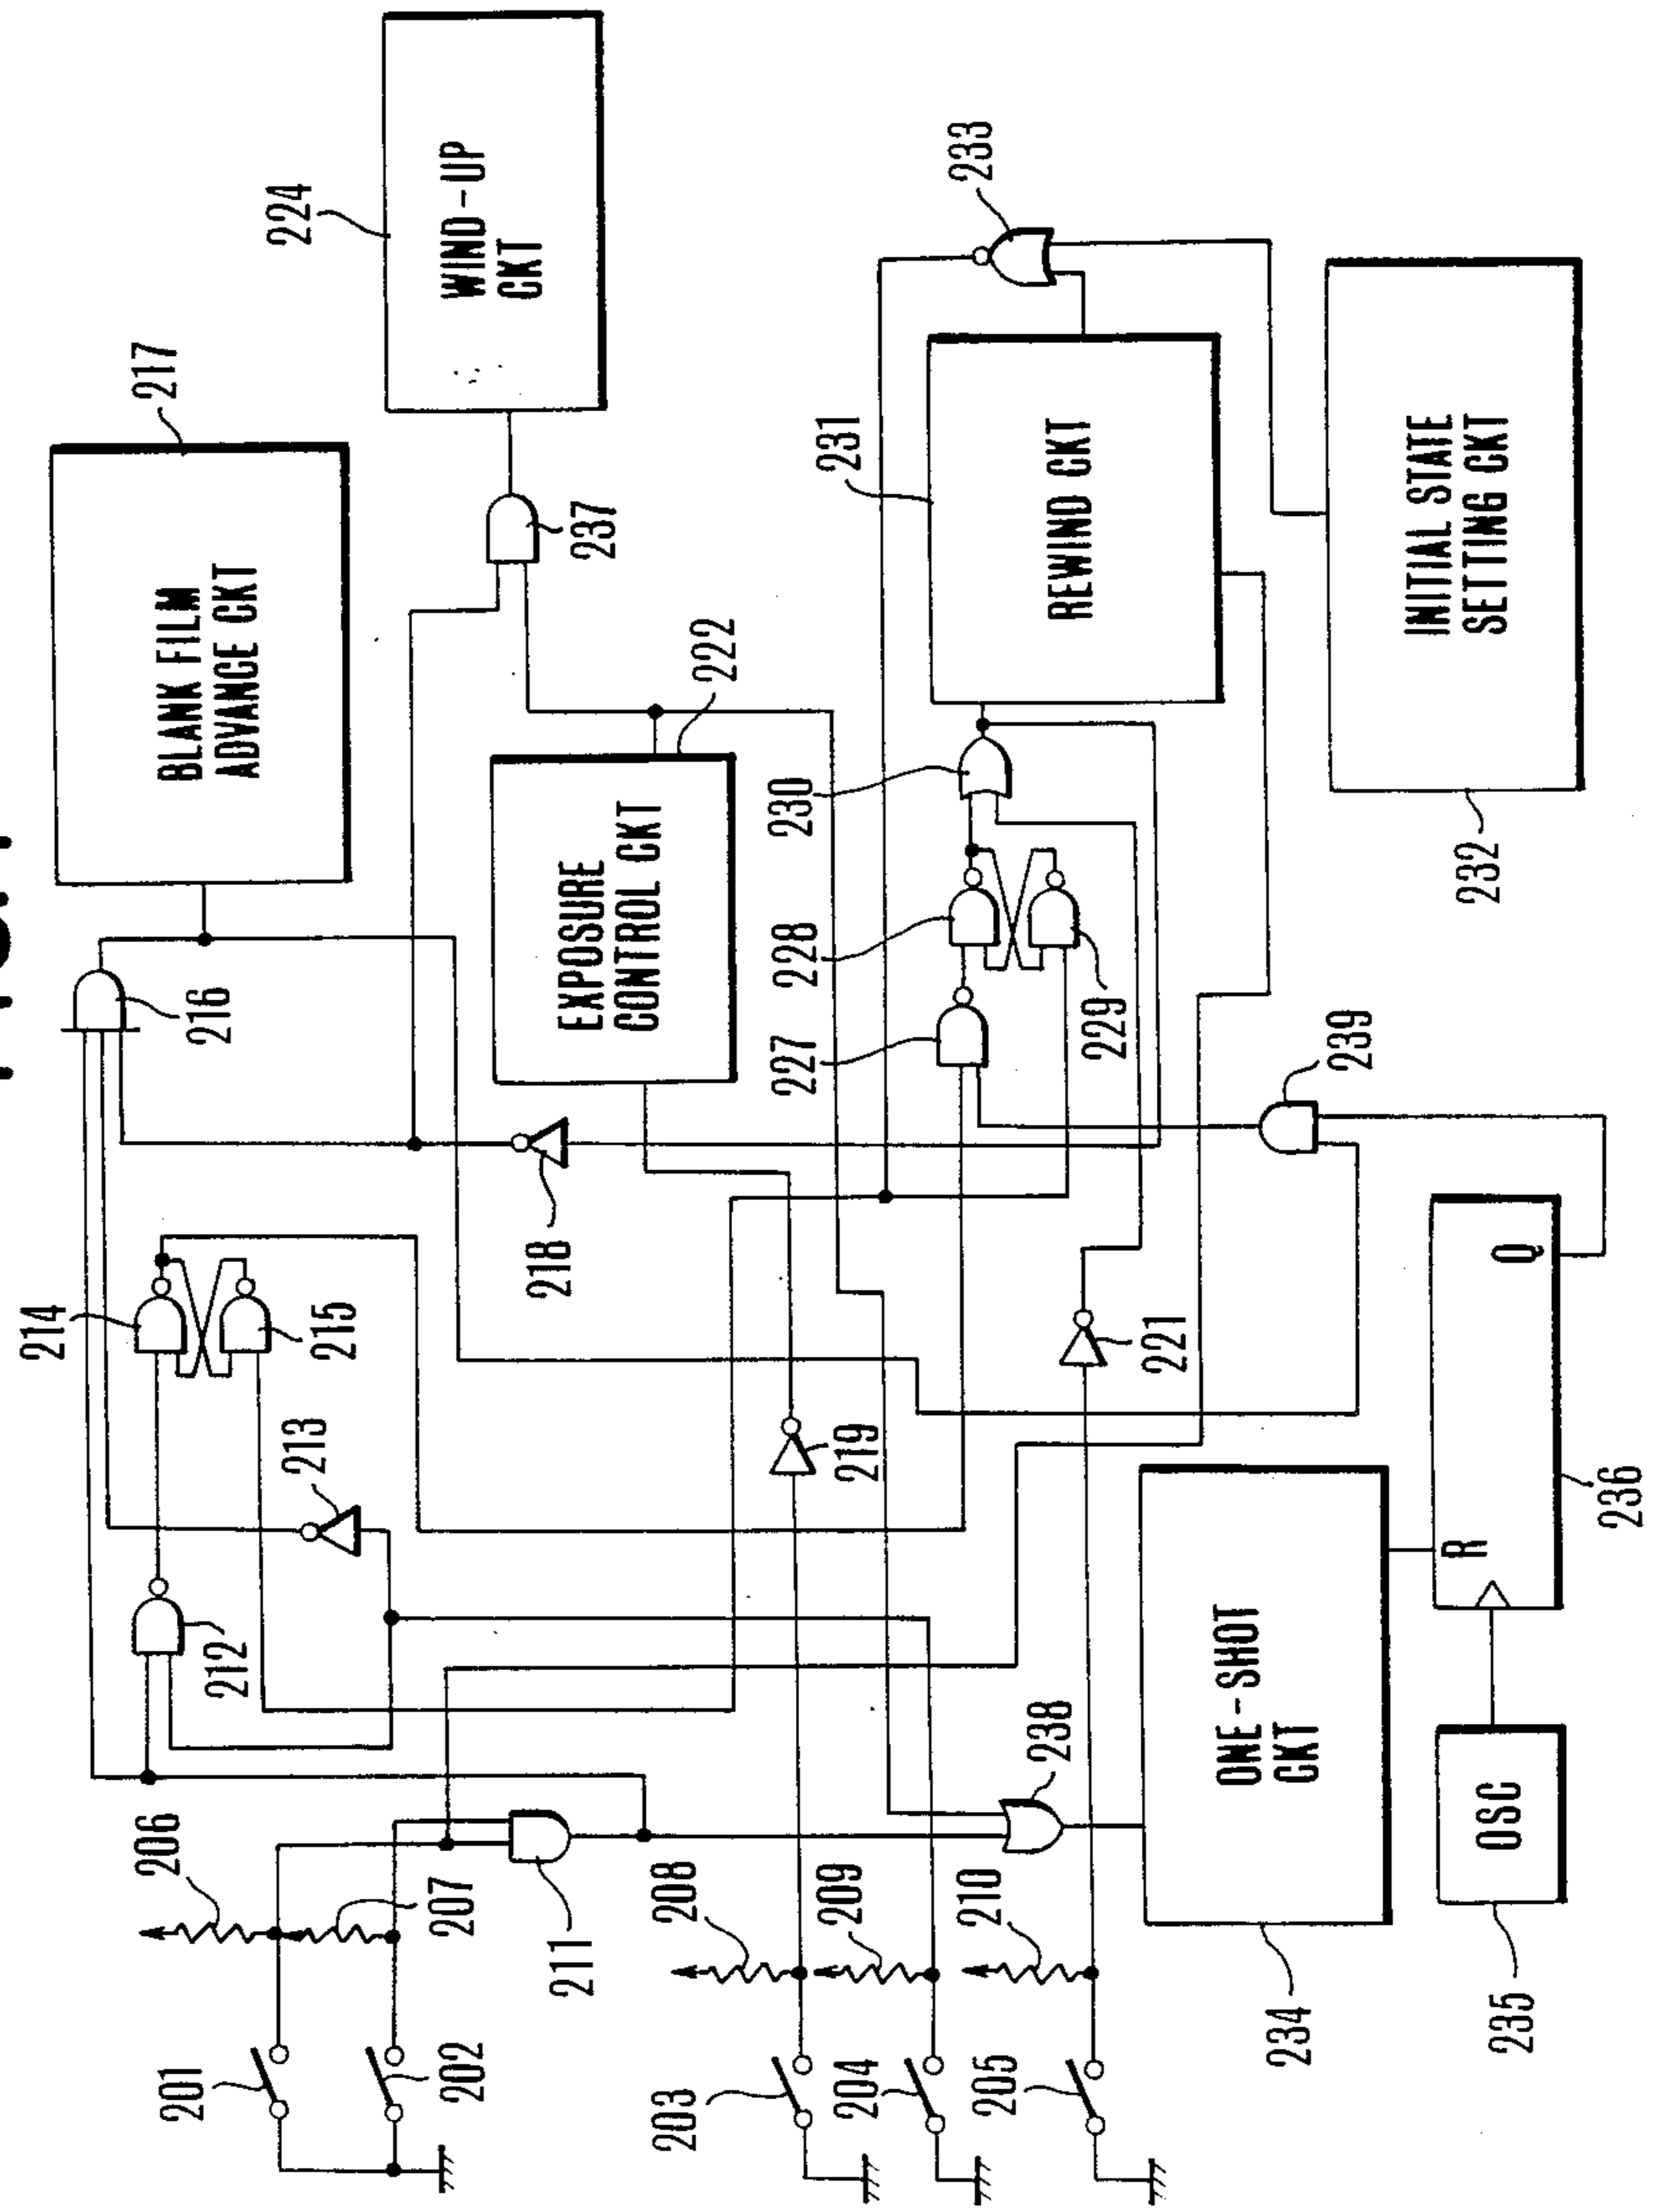 214
217
206
201
213
BLANK FILM
ADVANCE CKT
216
212
224
215
207
202
WIND-UP
CKT
218
211
EXPOSURE
CONTROL CKT
237
222
208
203
230
227
228
231
219
209
204
233
210
205
238
229
REWIND CKT
221
ONE-SHOT
CKT
234
239
INITIAL STATE
SETTING CKT
232
R
Q
OSC
235
236